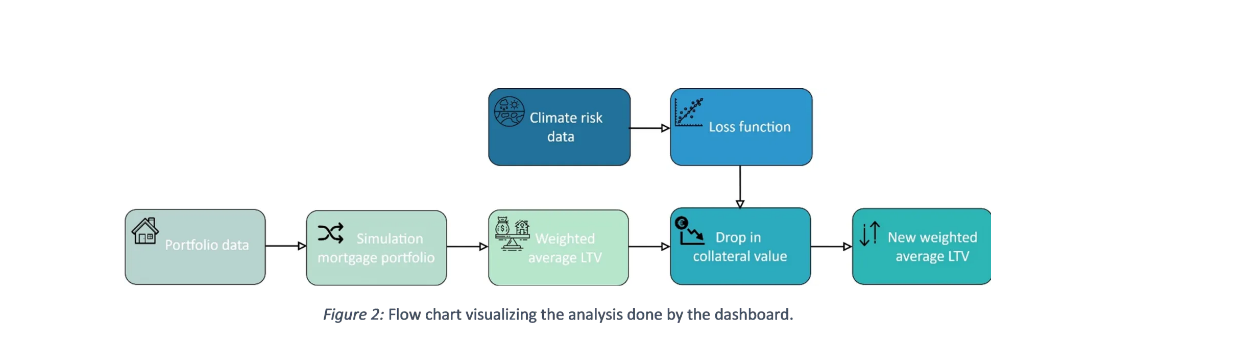 Climate risk
data
Loss function
Portfolio data
Simulation
mortgage portfolio
Weighted
average LTV
Drop in
collateral value
New weighted
average LTV
Figure 2: Flow chart visualizing the analysis done by the dashboard.